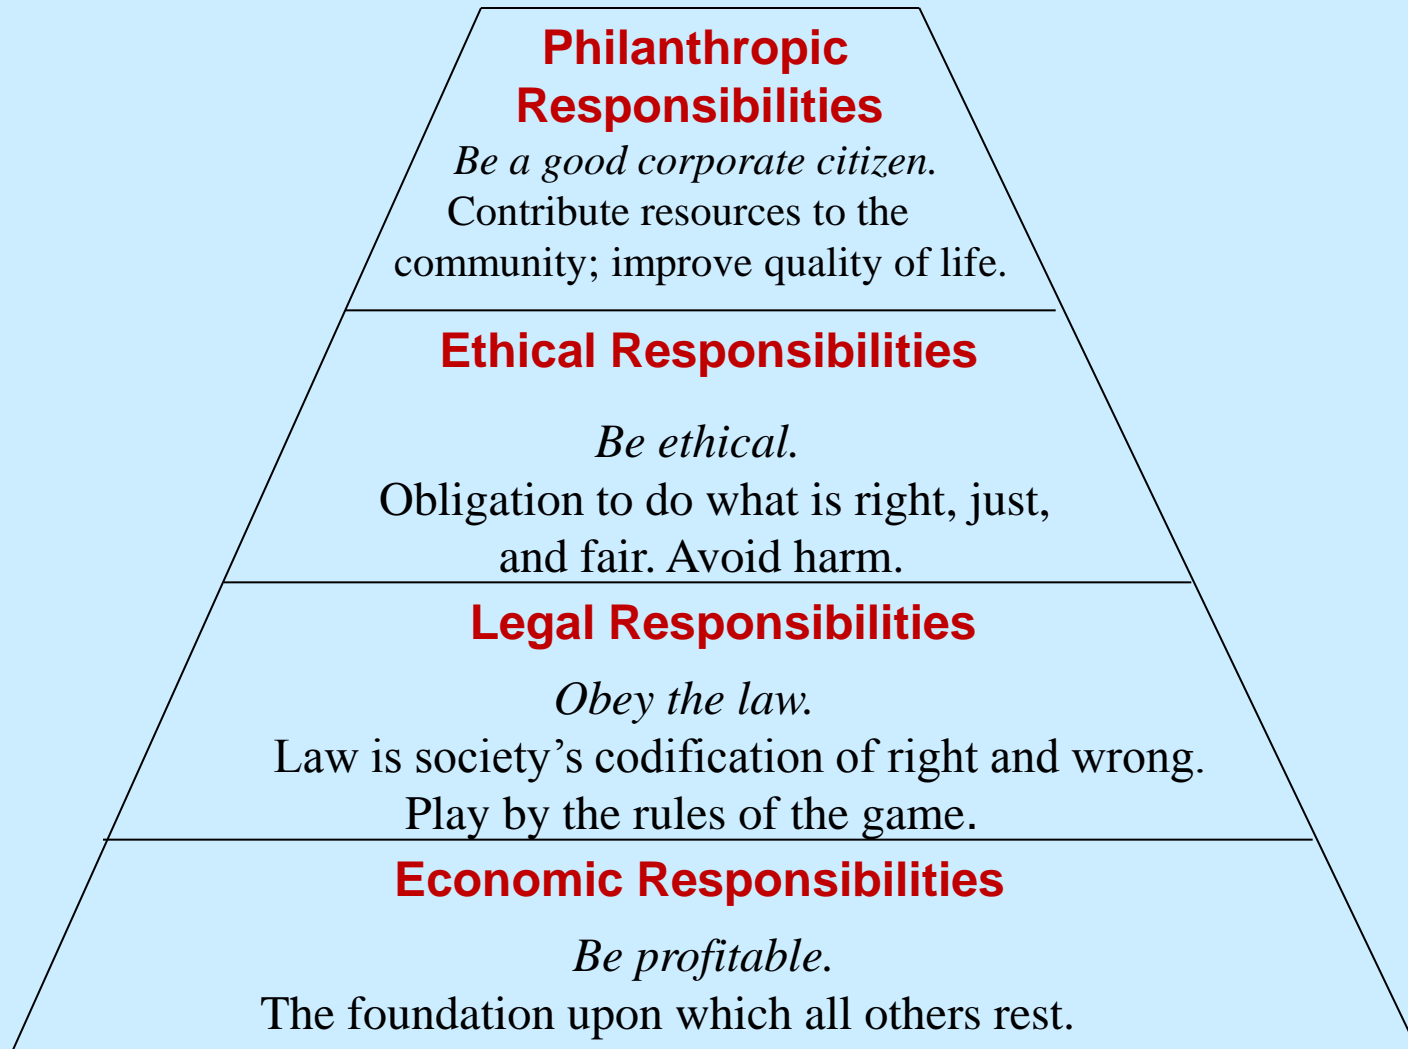 Philanthropic
Responsibilities
Be a good corporate citizen.
Contribute resources to the
community; improve quality of life.
Ethical Responsibilities
Be ethical.
Obligation to do what is right, just,
and fair. Avoid harm.
Legal Responsibilities
Obey the law.
Law is society’s codification of right and wrong.
Play by the rules of the game.
Economic Responsibilities
Be profitable.
The foundation upon which all others rest.